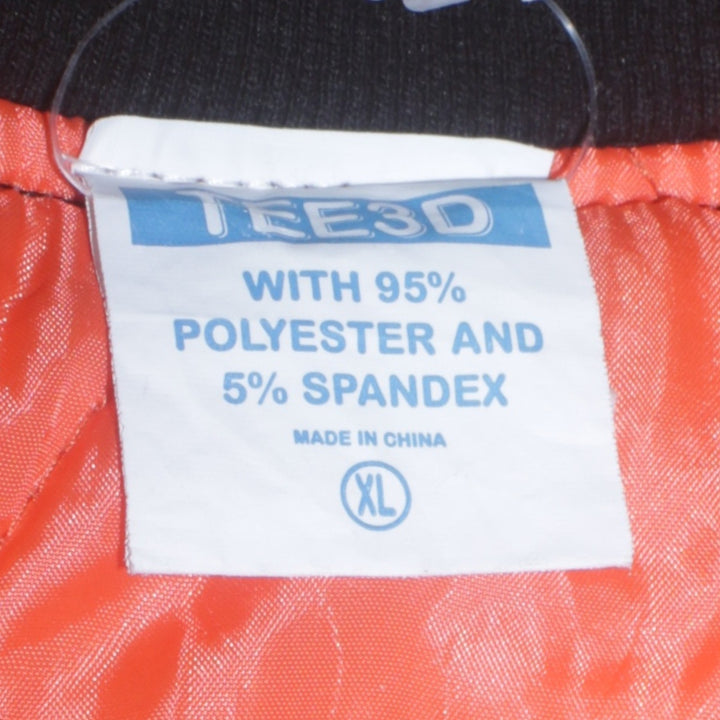 TEE3D
WITH 95%
POLYESTER AND
5% SPANDEX
MADE IN CHINA
XL